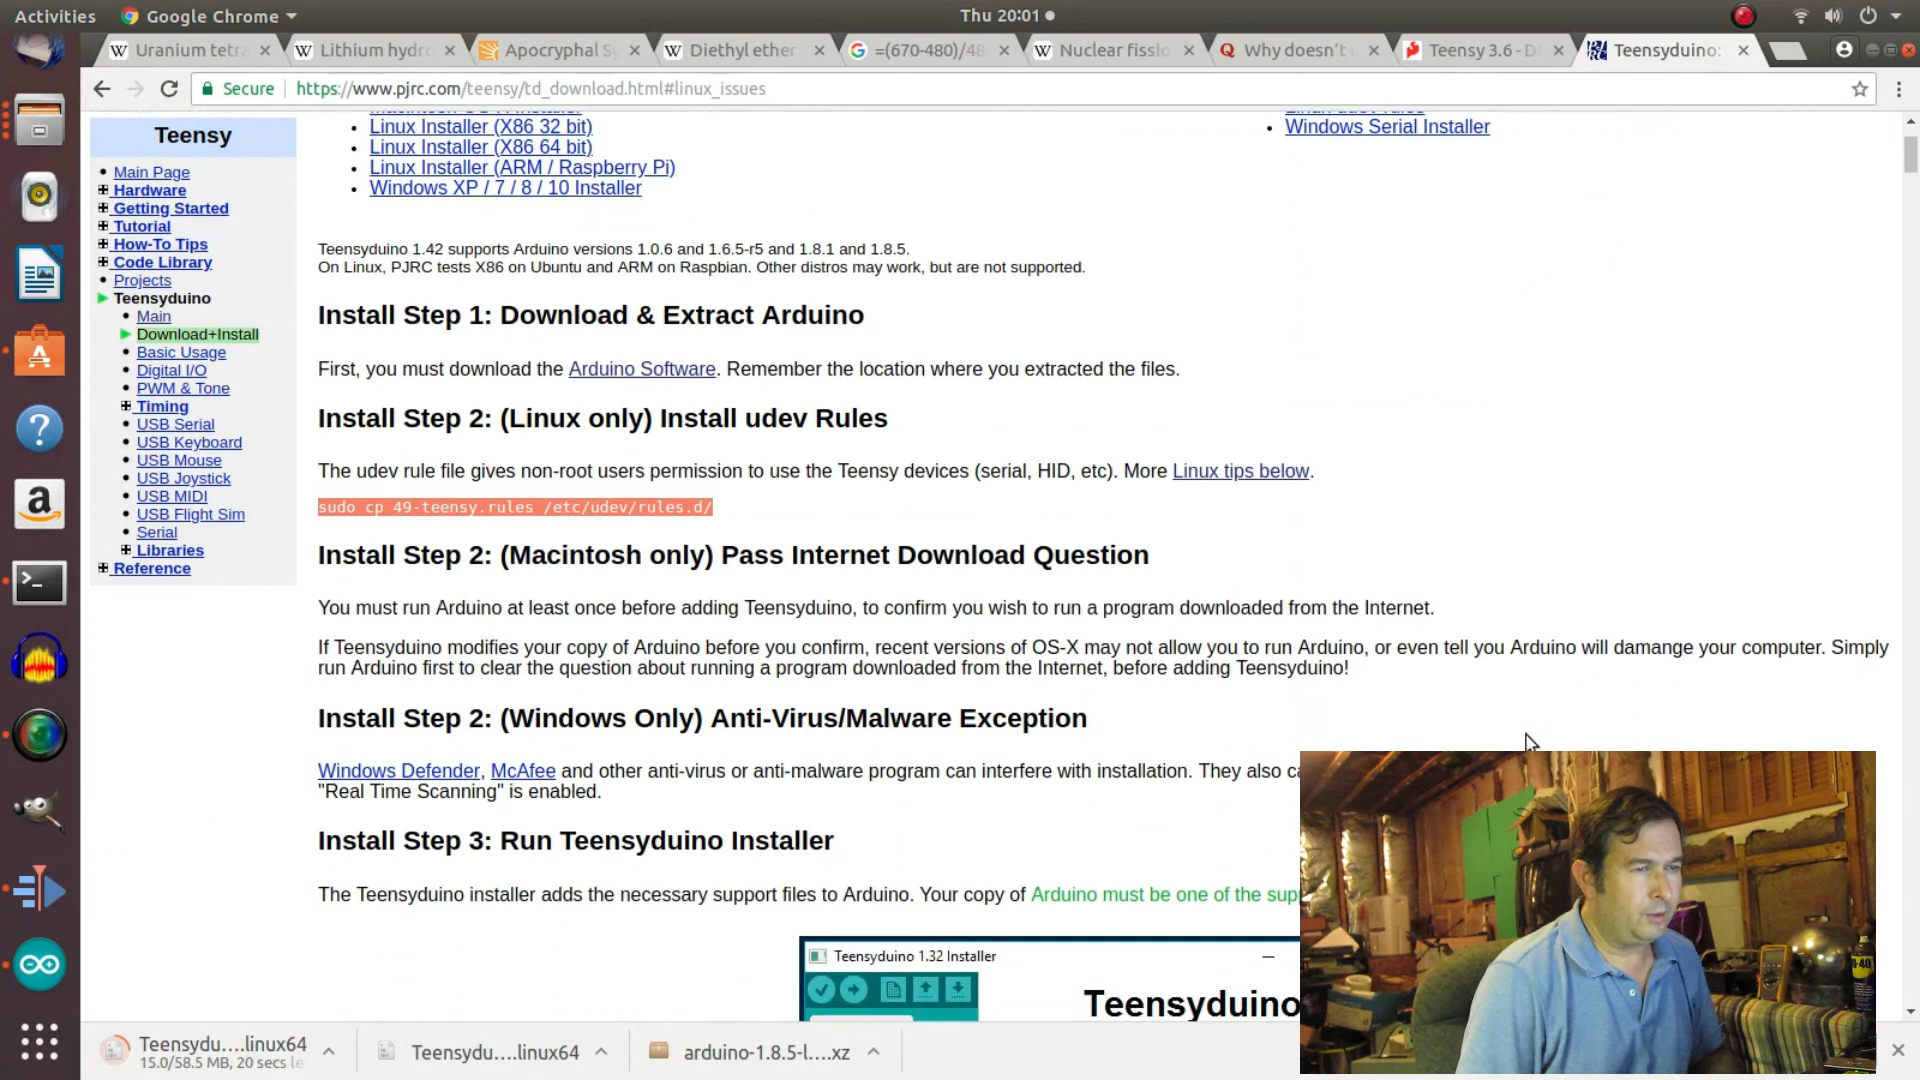 Activities
Google Chrome
Thu 20:01
Uranium tetra
Lithium hydro
Apocryphal Sy
Diethyl ether
=(670-480)/48
Nuclear fissio
Why doesn't
Teensy 3.6 - D
Teensyduino:
Secure
https://www.pjrc.com/teensy/td_download.html#linux_issues
Teensy
Main Page
Hardware
Getting Started
Tutorial
How-To Tips
Code Library
Projects
Teensyduino
Main
Download+Install
Basic Usage
Digital I/O
PWM & Tone
Timing
USB Serial
USB Keyboard
USB Mouse
USB Joystick
USB MIDI
USB Flight Sim
Serial
Libraries
Reference
Linux Installer (X86 32 bit)
Linux Installer (X86 64 bit)
Linux Installer (ARM / Raspberry Pi)
Windows XP / 7 / 8 / 10 Installer
Windows Serial Installer
Teensyduino 1.42 supports Arduino versions 1.0.6 and 1.6.5-r5 and 1.8.1 and 1.8.5.
On Linux, PJRC tests X86 on Ubuntu and ARM on Raspbian. Other distros may work, but are not supported.
Install Step 1: Download & Extract Arduino
First, you must download the Arduino Software. Remember the location where you extracted the files.
Install Step 2: (Linux only) Install udev Rules
The udev rule file gives non-root users permission to use the Teensy devices (serial, HID, etc). More Linux tips below.
sudo cp 49-teensy.rules /etc/udev/rules.d/
Install Step 2: (Macintosh only) Pass Internet Download Question
You must run Arduino at least once before adding Teensyduino, to confirm you wish to run a program downloaded from the Internet.
If Teensyduino modifies your copy of Arduino before you confirm, recent versions of OS-X may not allow you to run Arduino, or even tell you Arduino will damange your computer. Simply
run Arduino first to clear the question about running a program downloaded from the Internet, before adding Teensyduino!
Install Step 2: (Windows Only) Anti-Virus/Malware Exception
Windows Defender, McAfee and other anti-virus or anti-malware program can interfere with installation. They also ca
"Real Time Scanning" is enabled.
Install Step 3: Run Teensyduino Installer
The Teensyduino installer adds the necessary support files to Arduino. Your copy of Arduino must be one of the sup
Teensyduino 1.32 Installer
Teensyduino
Teensydu....linux64
15.0/58.5 MB, 20 secs le
Teensydu....linux64
arduino-1.8.5-l....xz